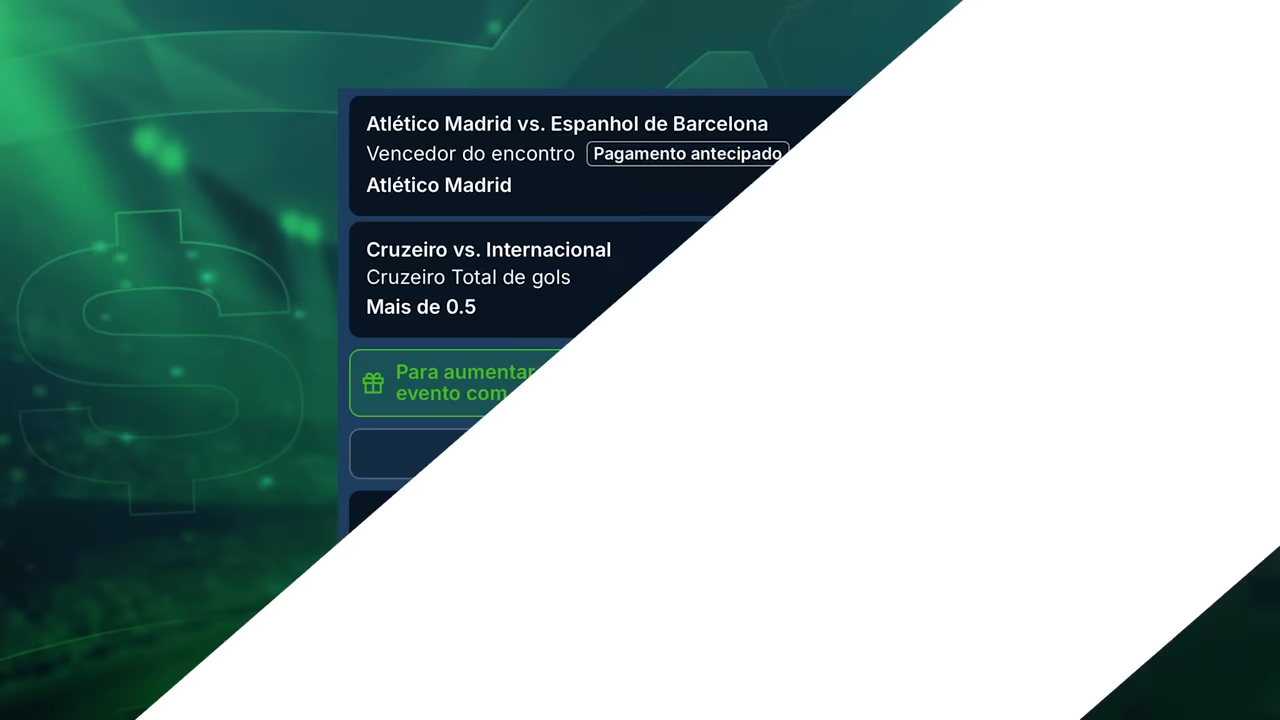 Atlético Madrid vs. Espanhol de Barcelona
Vencedor do encontro Pagamento antecipado
Atlético Madrid
Cruzeiro vs. Internacional
Cruzeiro Total de gols
Mais de 0.5
Para aumentar
evento com